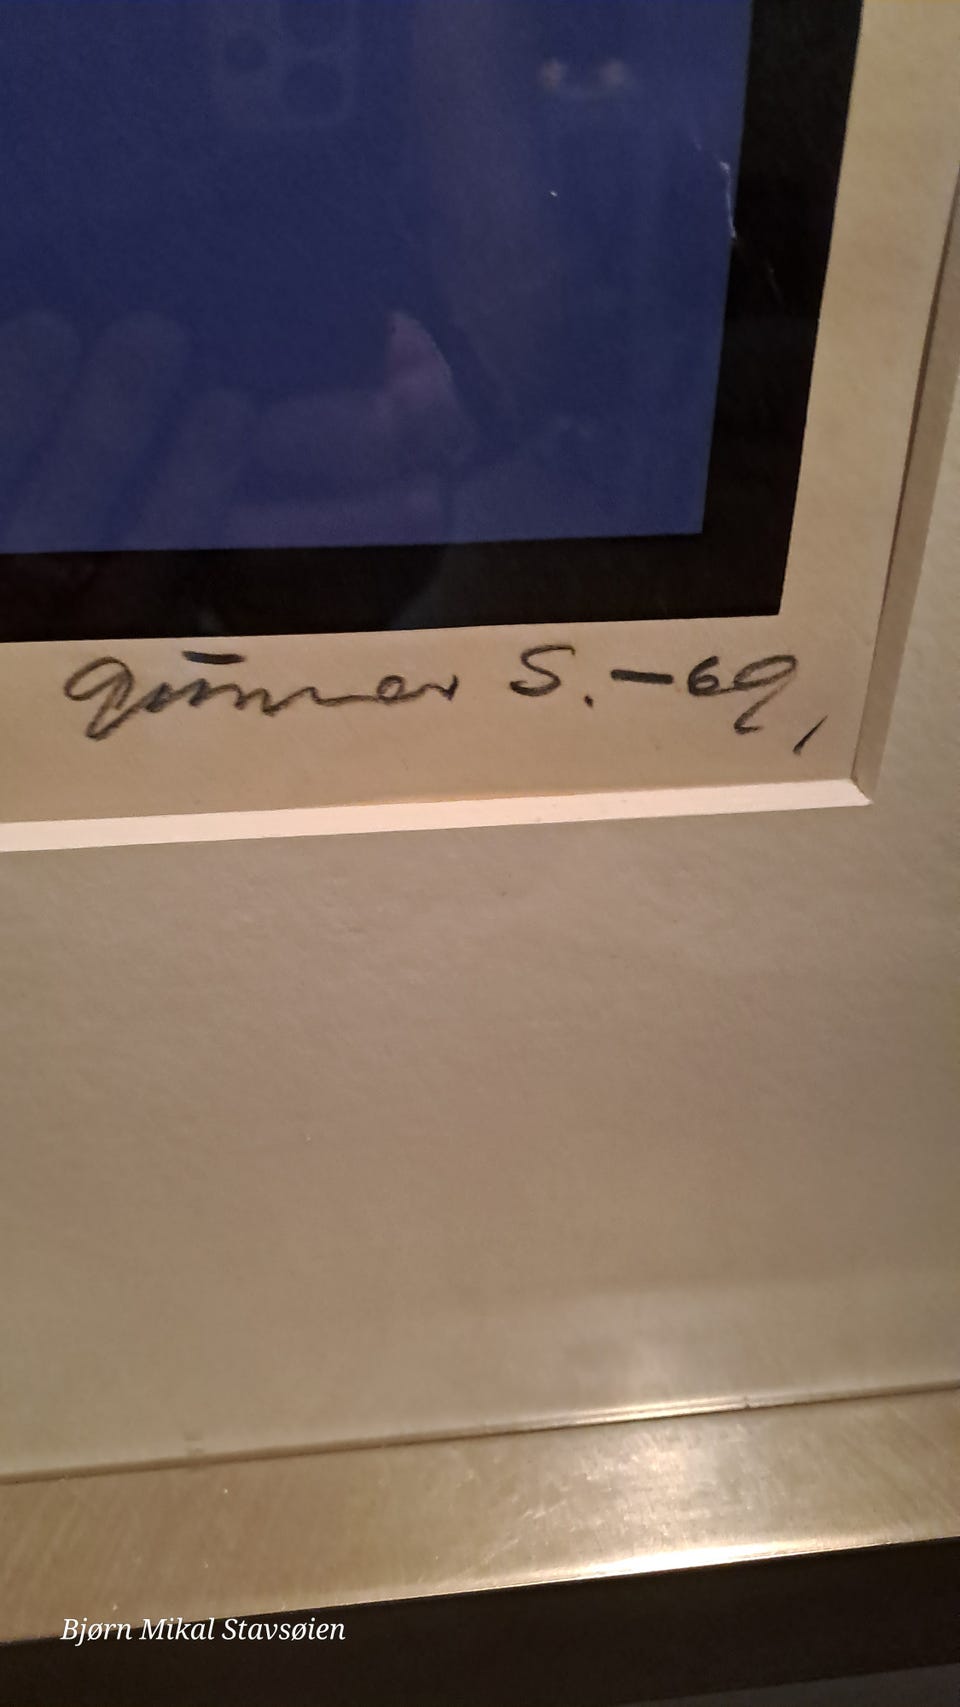 Gunnar S. – 69,
Bjørn Mikal Stavsøien